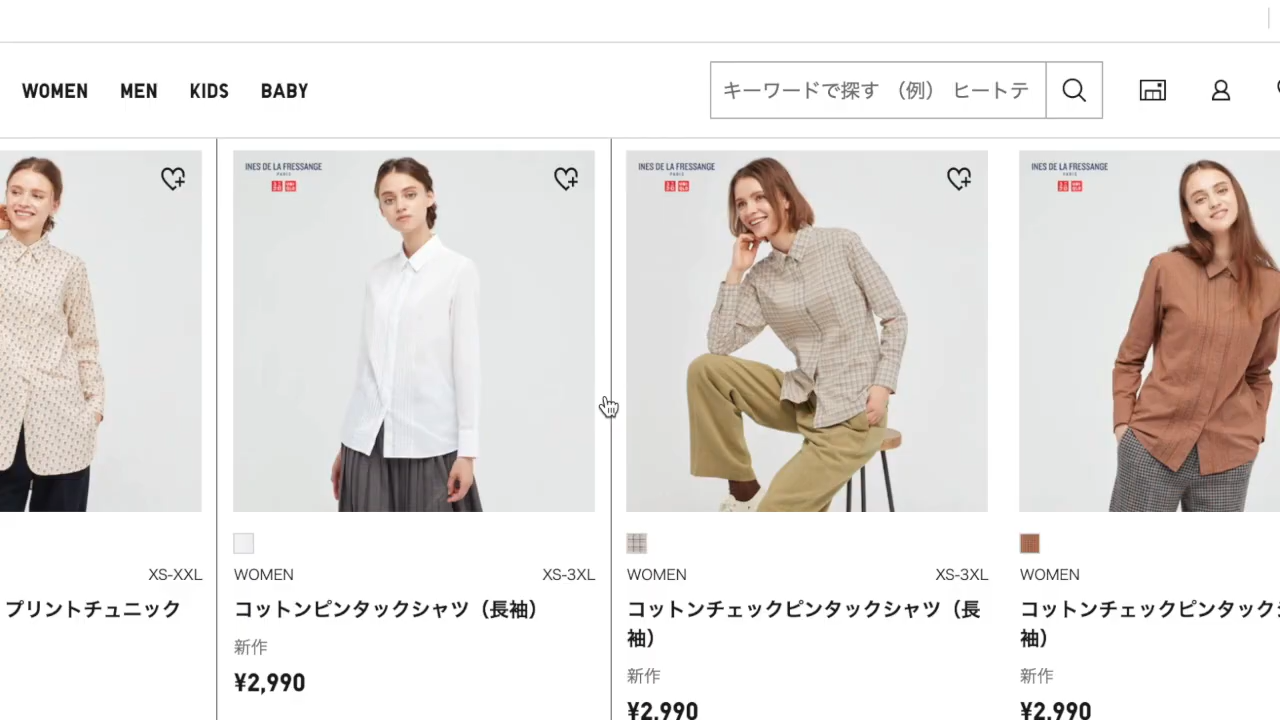 WOMEN MEN KIDS BABY
キーワードで探す （例） ヒートテ
INES DE LA FRESSANGE
PARIS
INES DE LA FRESSANGE
PARIS
INES DE LA FRESSANGE
PARIS
XS-XXL
プリントチュニック
WOMEN XS-3XL
コットンピンタックシャツ（長袖）
新作
¥2,990
WOMEN XS-3XL
コットンチェックピンタックシャツ（長
袖）
新作
¥2,990
WOMEN
コットンチェックピンタック
袖）
新作
¥2,990